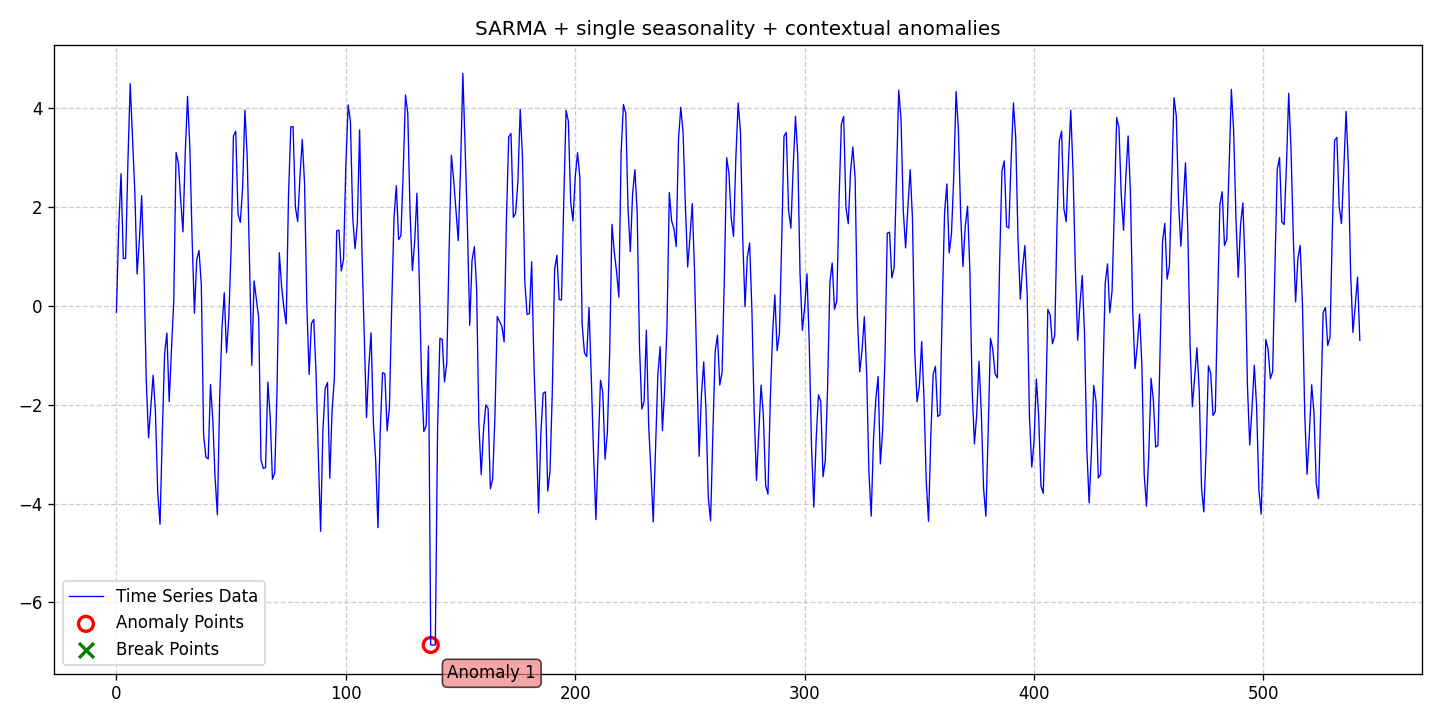 SARMA + single seasonality + contextual anomalies
4
2
0
−2
−4
−6
Time Series Data
Anomaly Points
Break Points
Anomaly 1
0 100 200 300 400 500